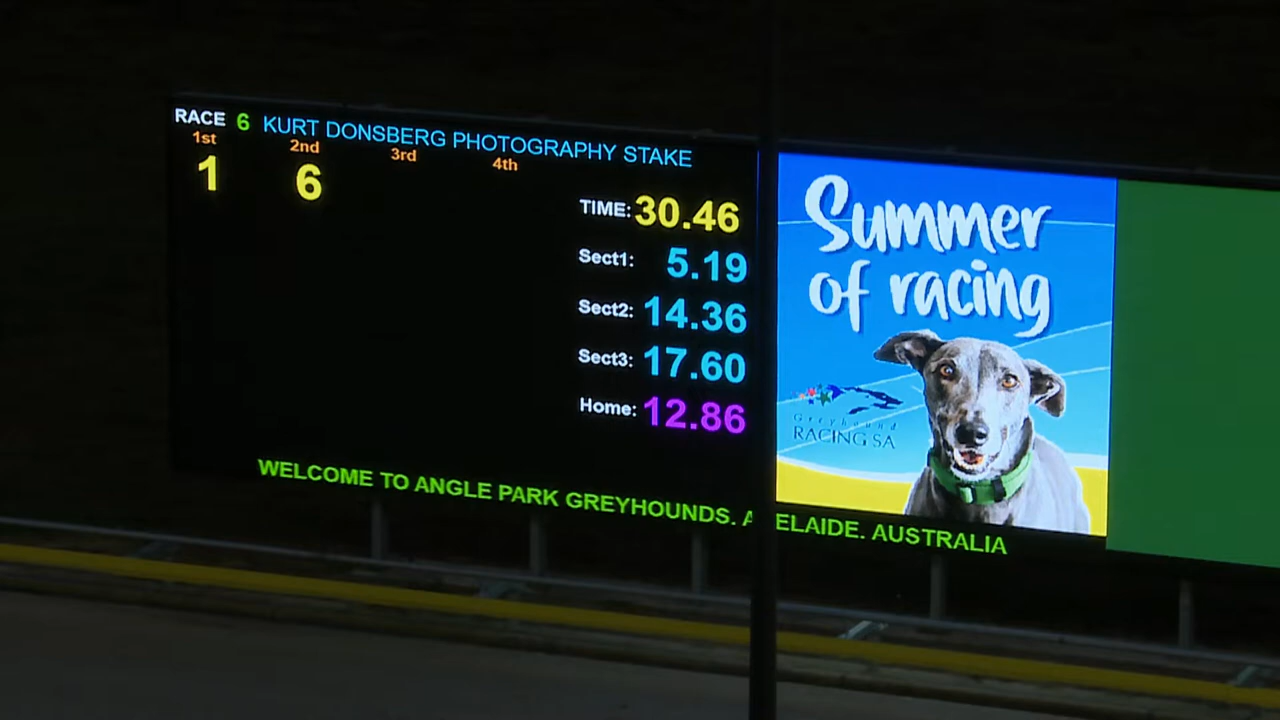 RACE 6 KURT DONSBERG PHOTOGRAPHY STAKE
1st 2nd 3rd 4th
1 6
TIME: 30.46
Sect1: 5.19
Sect2: 14.36
Sect3: 17.60
Home: 12.86
Summer
of racing
Greyhound
RACING SA
WELCOME TO ANGLE PARK GREYHOUNDS. A ELAIDE. AUSTRALIA